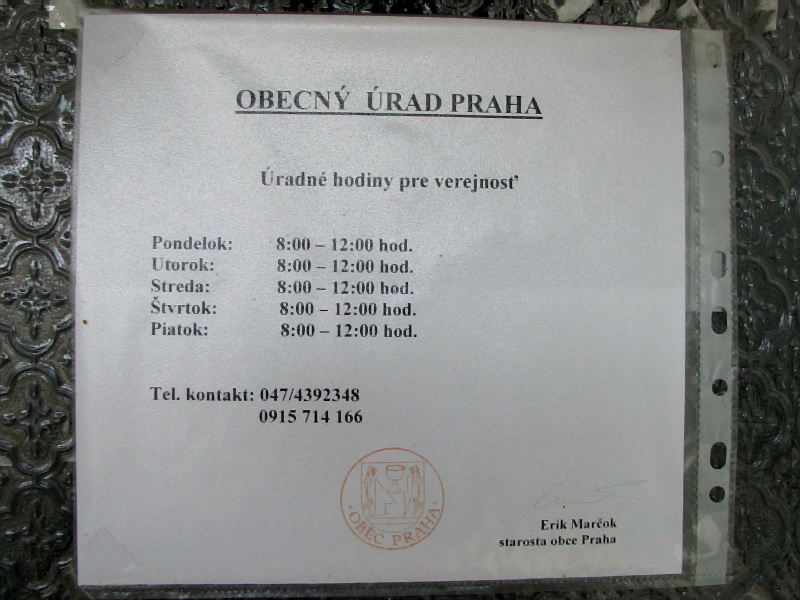 OBECNÝ ÚRAD PRAHA
Úradné hodiny pre verejnosť
Pondelok: 8:00 – 12:00 hod.
Utorok: 8:00 – 12:00 hod.
Streda: 8:00 – 12:00 hod.
Štvrtok: 8:00 – 12:00 hod.
Piatok: 8:00 – 12:00 hod.
Tel. kontakt: 047/4392348
0915 714 166
OBEC PRAHA
Erik Marčok
starosta obce Praha